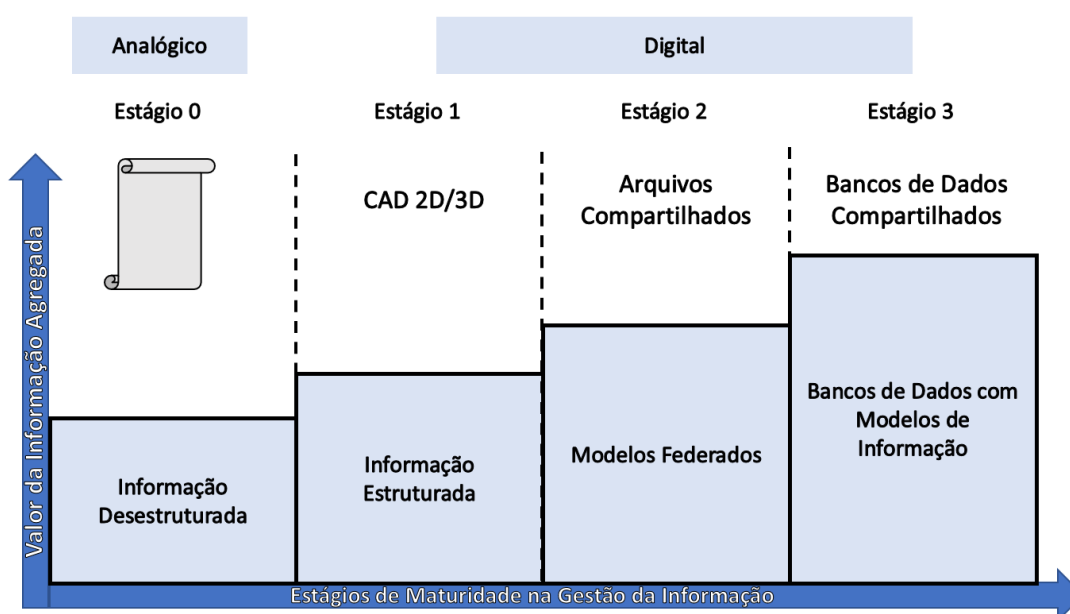 Analógico
Digital
Estágio 0
Estágio 1
Estágio 2
Estágio 3
CAD 2D/3D
Arquivos
Compartilhados
Bancos de Dados
Compartilhados
Valor da Informação Agregada
Informação
Desestruturada
Informação
Estruturada
Modelos Federados
Bancos de Dados com
Modelos de
Informação
Estágios de Maturidade na Gestão da Informação